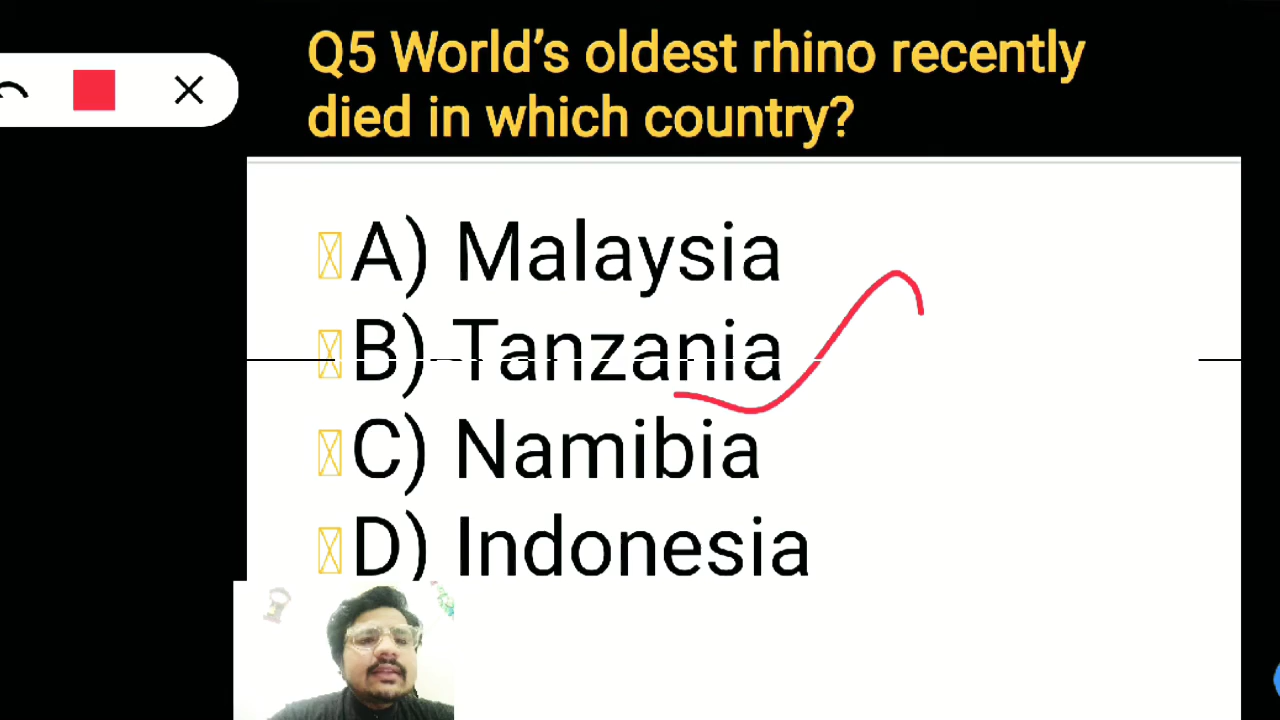 Q5 World’s oldest rhino recently
died in which country?
A) Malaysia
B) Tanzania
C) Namibia
D) Indonesia